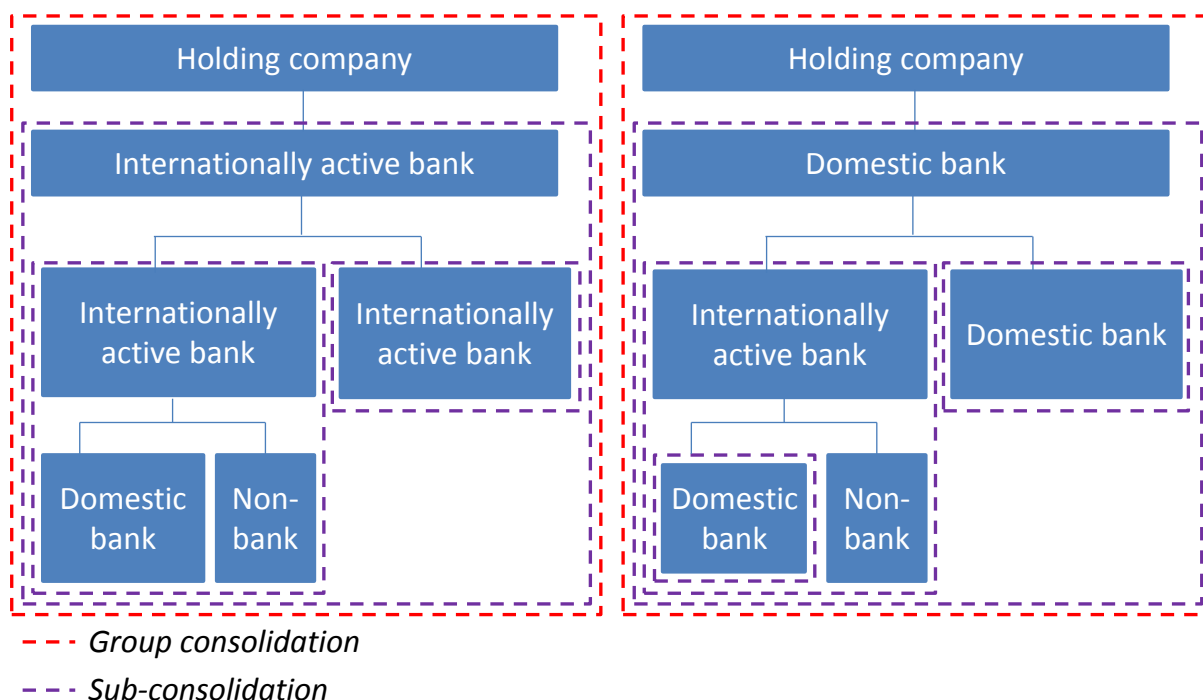 Holding company
Internationally active bank
Internationally
active bank
Internationally
active bank
Domestic
bank
Non-
bank
Holding company
Domestic bank
Internationally
active bank
Domestic bank
Domestic
bank
Non-
bank
Group consolidation
Sub-consolidation